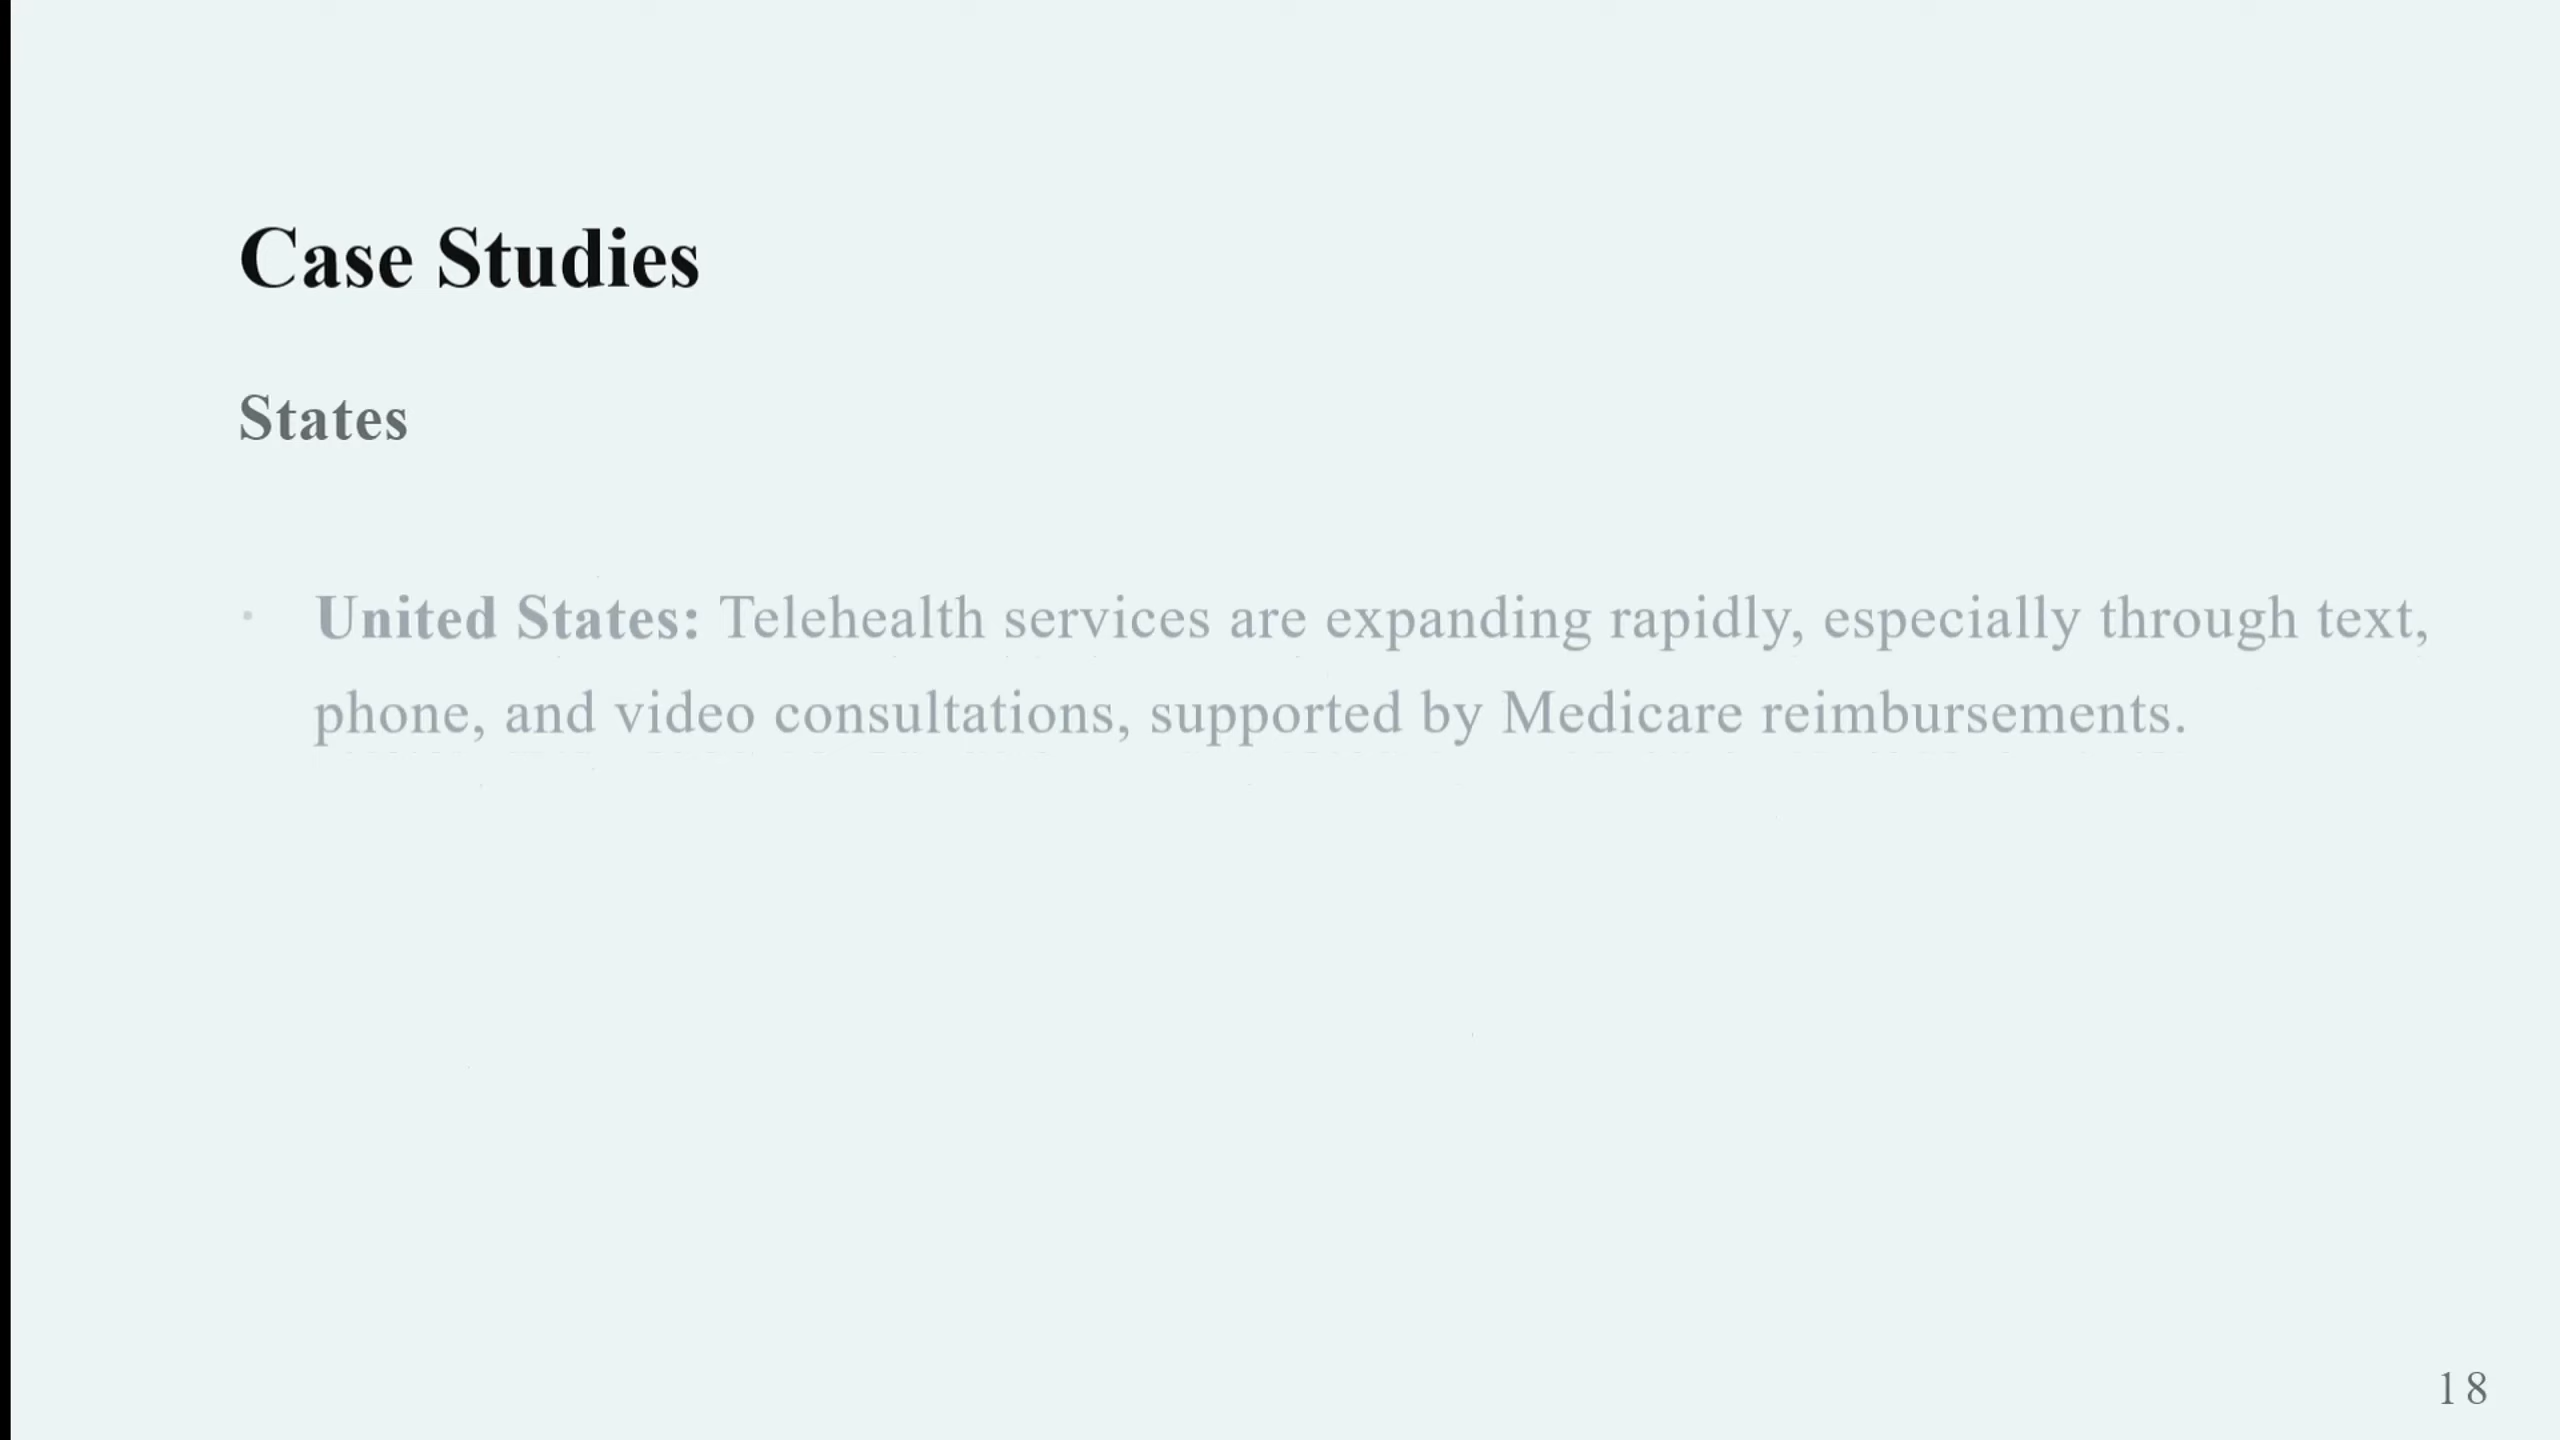 Case Studies
States
• United States: Telehealth services are expanding rapidly, especially through text,
phone, and video consultations, supported by Medicare reimbursements.
18